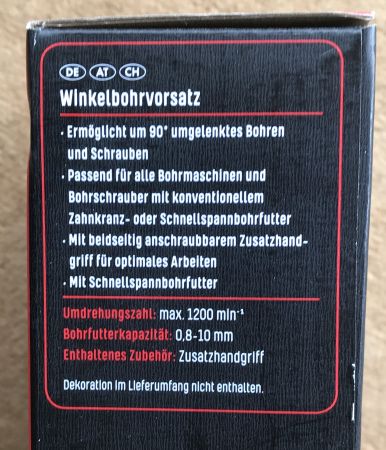 DE AT CH
Winkelbohrvorsatz
· Ermöglicht um 90° umgelenktes Bohren
und Schrauben
· Passend für alle Bohrmaschinen und
Bohrschrauber mit konventionellem
Zahnkranz- oder Schnellspannbohrfutter
· Mit beidseitig anschraubbarem Zusatzhand-
griff für optimales Arbeiten
· Mit Schnellspannbohrfutter
Umdrehungszahl: max. 1200 min⁻¹
Bohrfutterkapazität: 0,8-10 mm
Enthaltenes Zubehör: Zusatzhandgriff
Dekoration im Lieferumfang nicht enthalten.